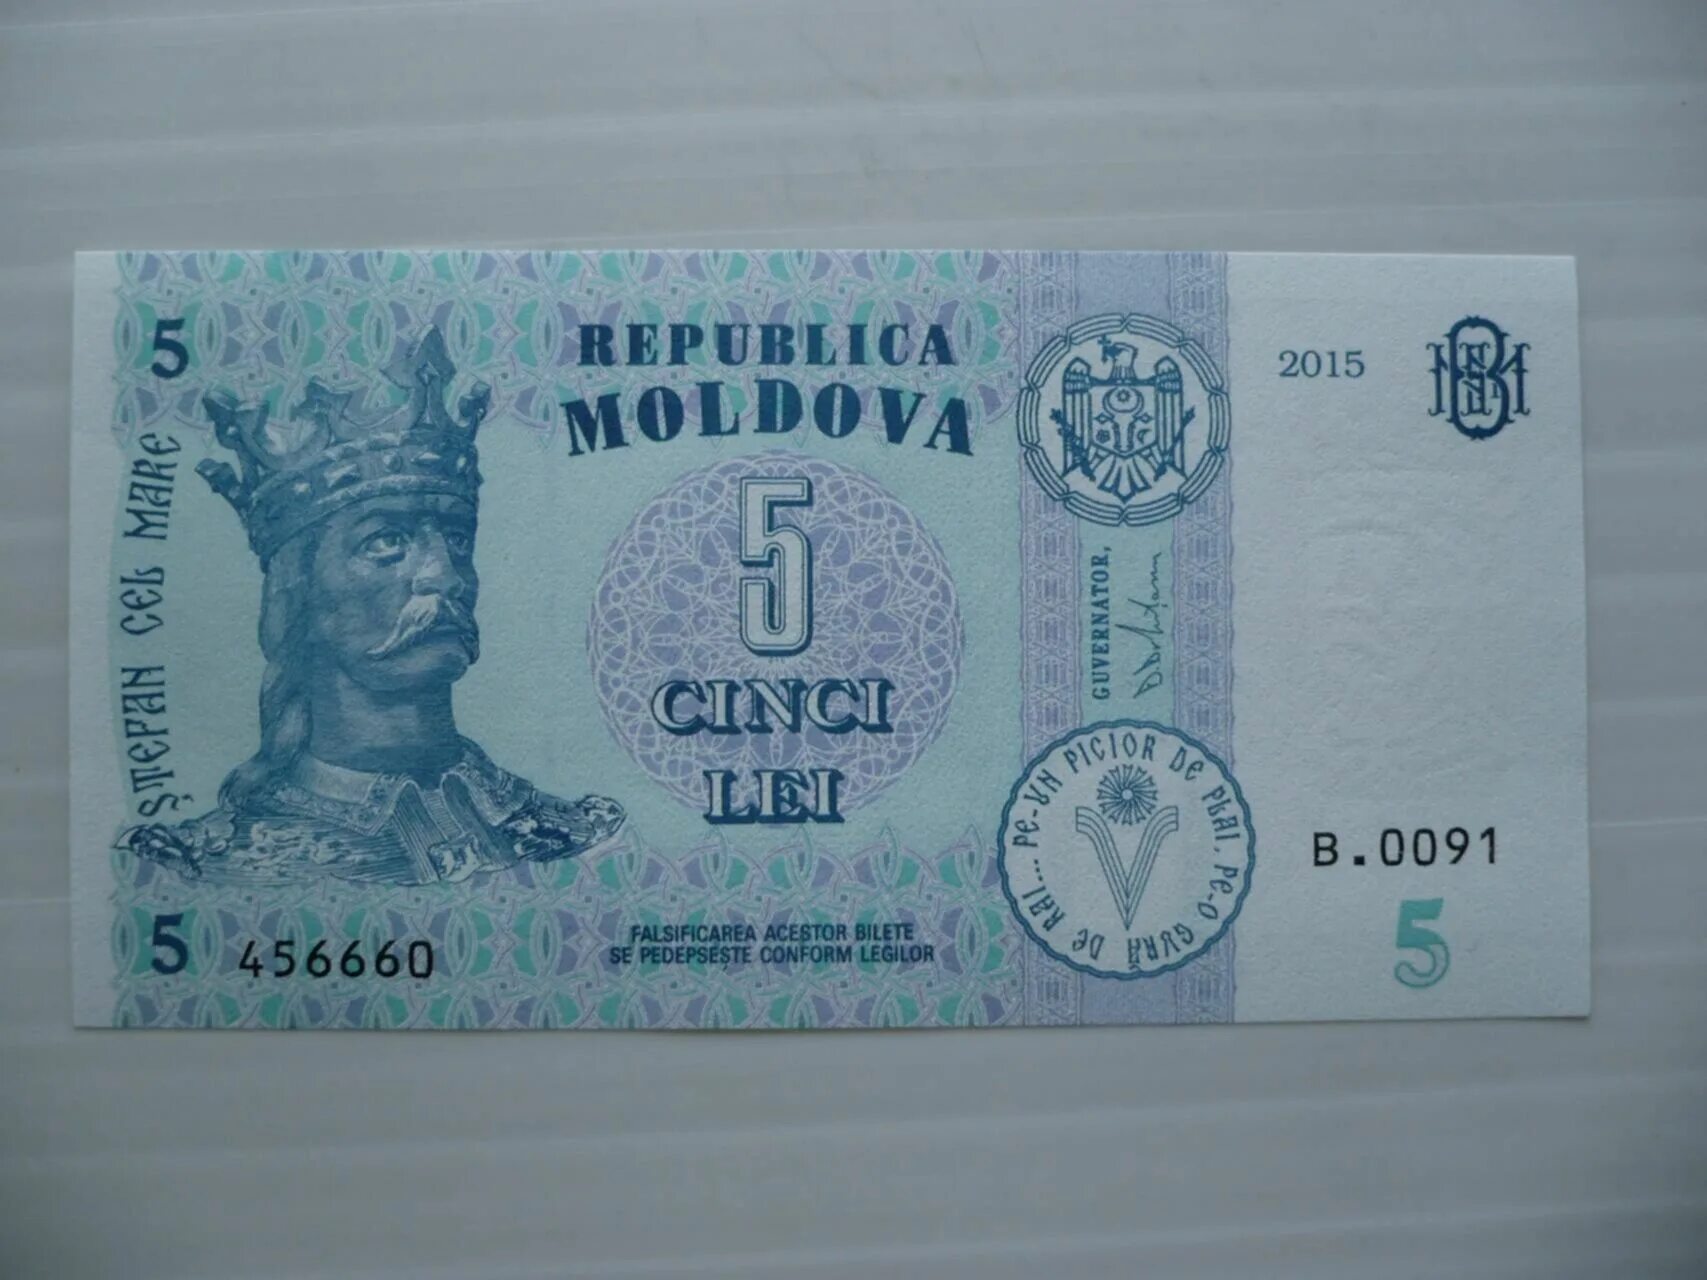 5
REPUBLICA
MOLDOVA
2015
BNM
ȘTEFAN CEL MARE
5
CINCI
LEI
GUVERNATOR,
PE-UN PICIOR DE PLAI, PE-O GURĂ DE RAI...
B.0091
5
5
456660
FALSIFICAREA ACESTOR BILETE
SE PEDEPSEȘTE CONFORM LEGILOR